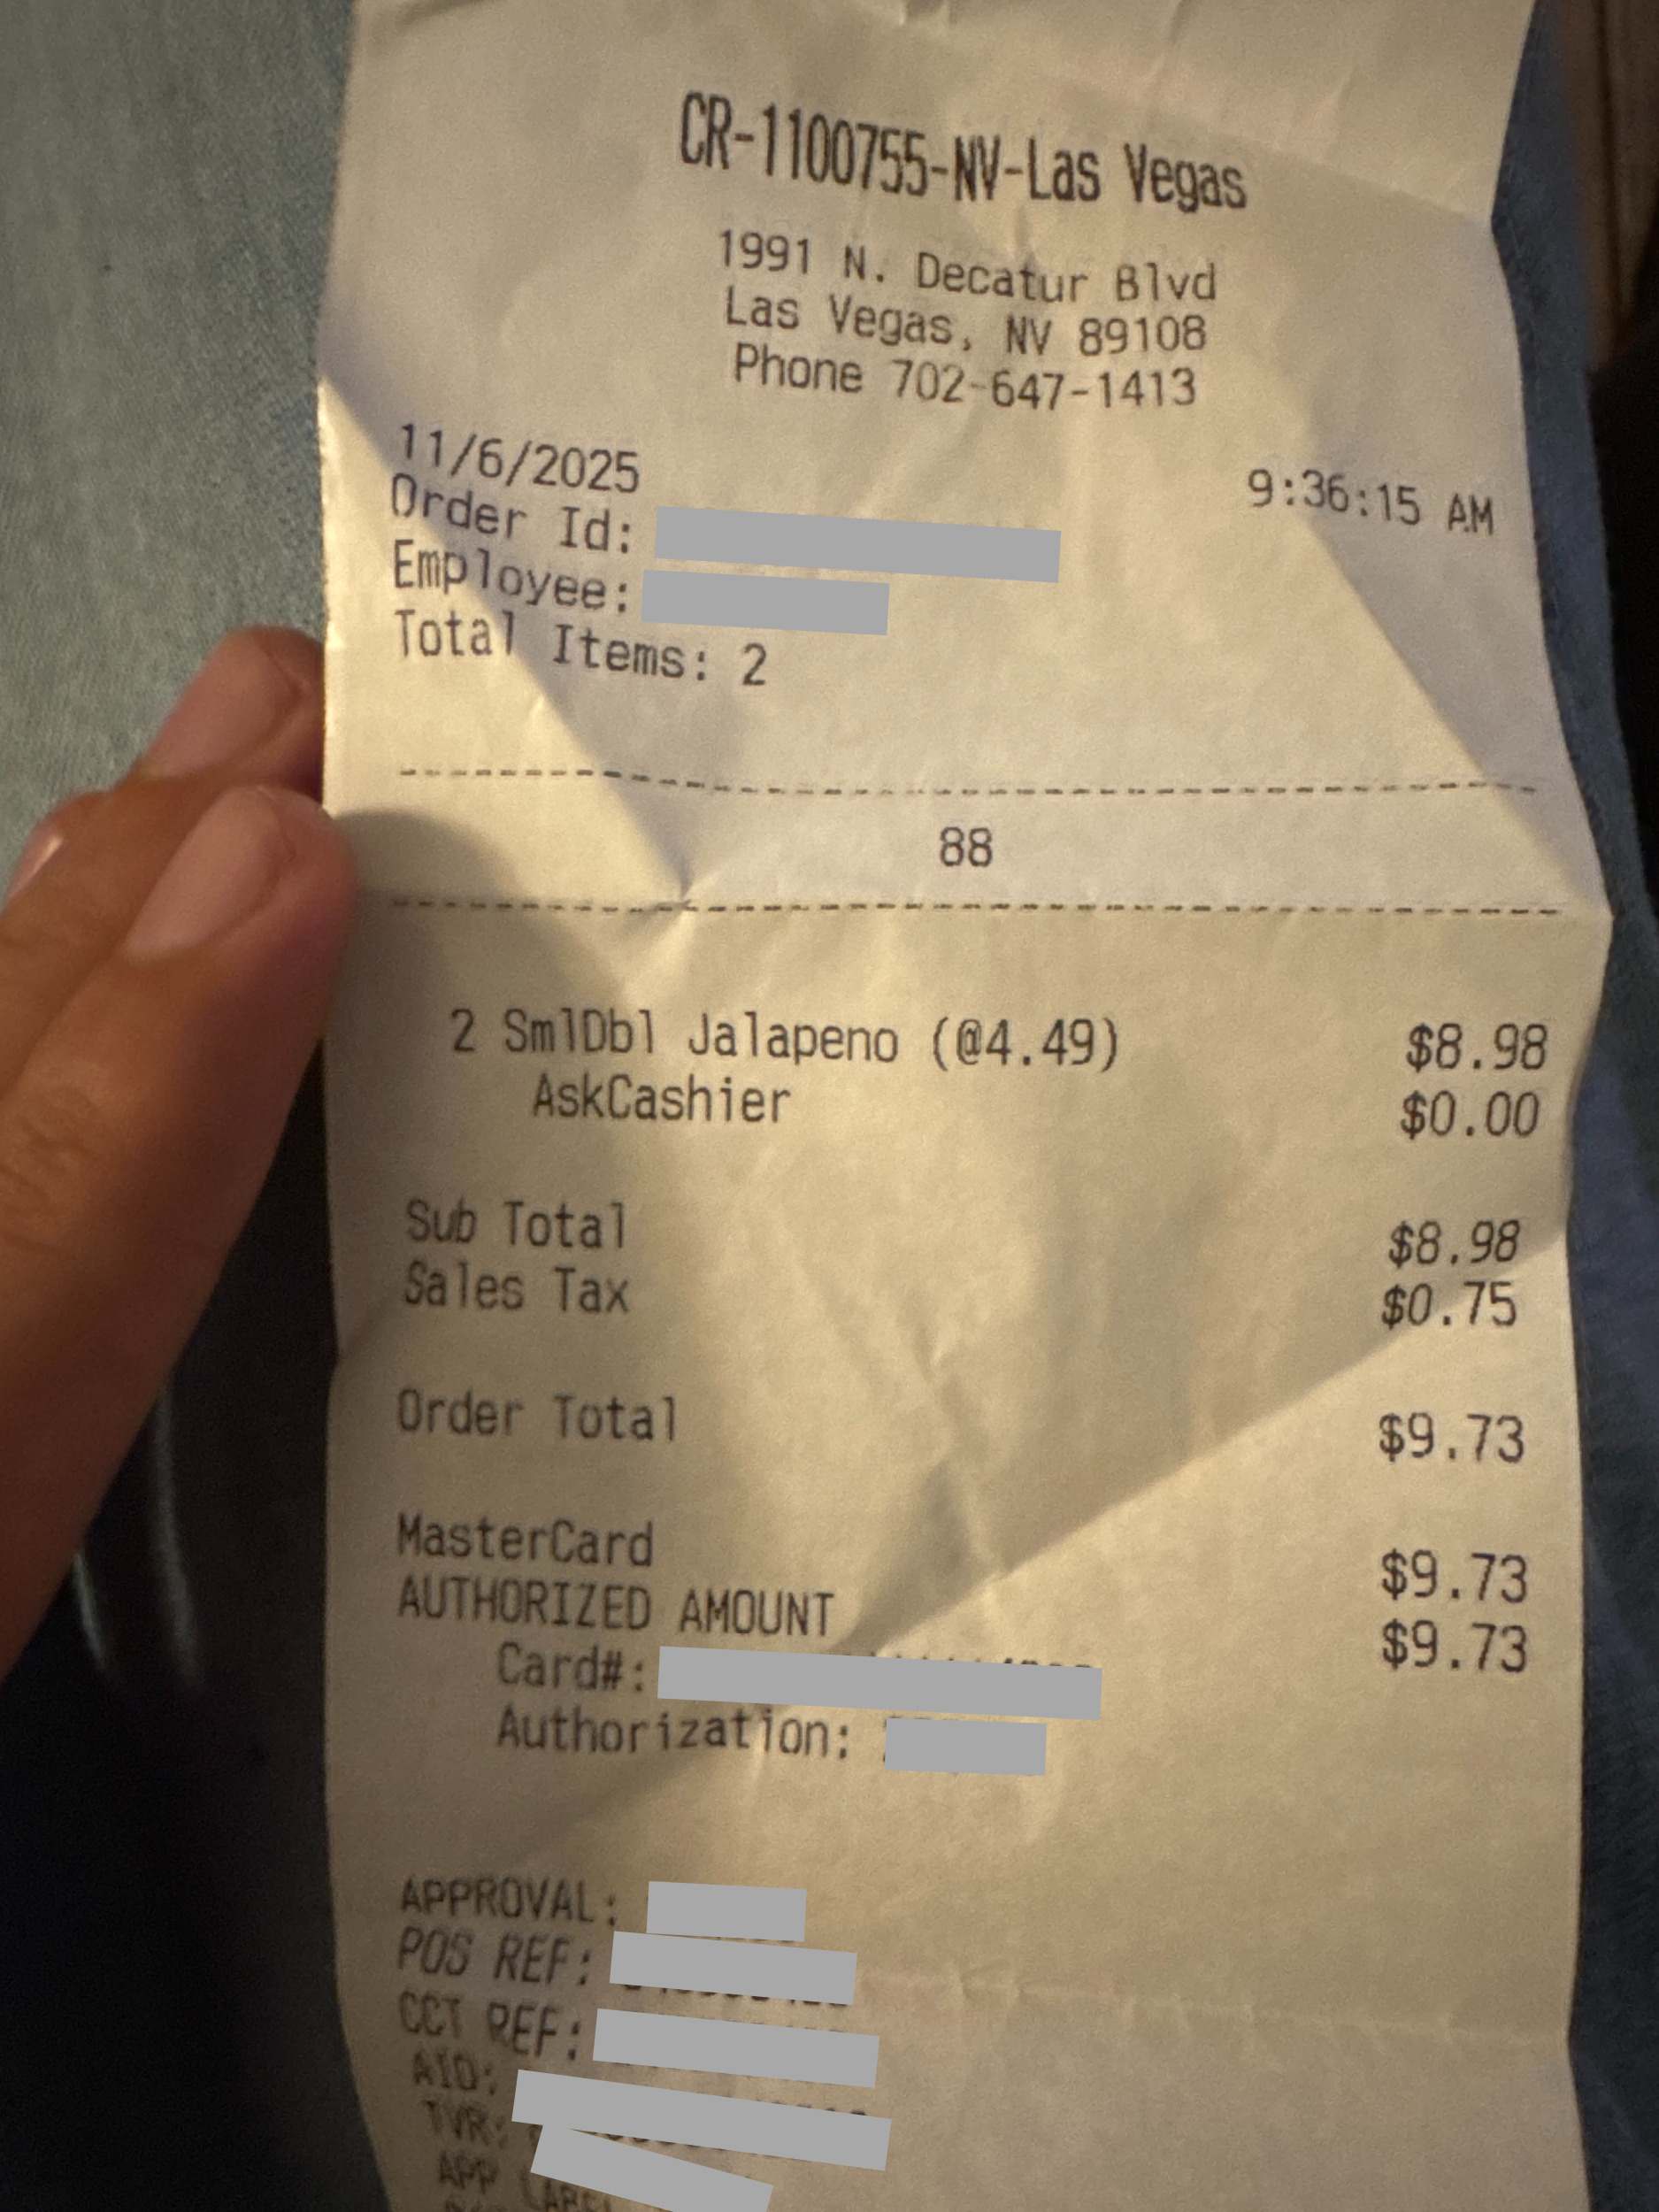 CR-1100755-NV-Las Vegas
1991 N. Decatur Blvd
Las Vegas, NV 89108
Phone 702-647-1413
11/6/2025 9:36:15 AM
Order Id:
Employee:
Total Items: 2
88
2 SmlDbl Jalapeno (@4.49) $8.98
AskCashier $0.00
Sub Total $8.98
Sales Tax $0.75
Order Total $9.73
MasterCard $9.73
AUTHORIZED AMOUNT $9.73
Card#:
Authorization:
APPROVAL:
POS REF:
CCT REF:
AID:
TVR:
APP LABEL